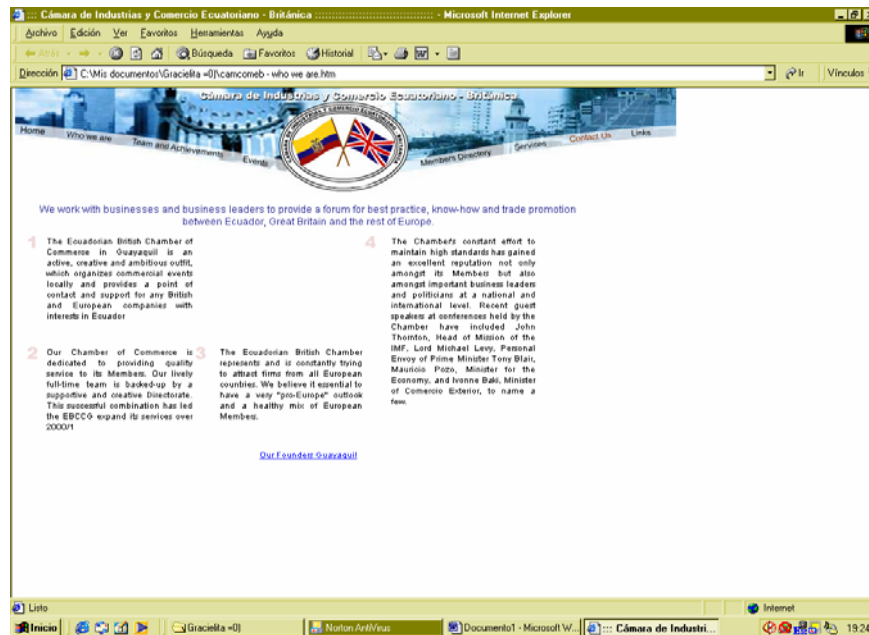 ::: Cámara de Industrias y Comercio Ecuatoriano - Británica ::::::::::::::::::::::::::::::::::: - Microsoft Internet Explorer
Archivo Edición Ver Favoritos Herramientas Ayuda
Atrás Búsqueda Favoritos Historial
Dirección C:\Mis documentos\Gracielita =0)\camcomeb - who we are.htm Ir Vínculos
Cámara de Industrias y Comercio Ecuatoriano - Británica
Home Who we are Team and Achievements Events Members Directory Services Contact Us Links
We work with businesses and business leaders to provide a forum for best practice, know-how and trade promotion
between Ecuador, Great Britain and the rest of Europe.
1 The Ecuadorian British Chamber of
Commerce in Guayaquil is an
active, creative and ambitious outfit,
which organizes commercial events
locally and provides a point of
contact and support for any British
and European companies with
interests in Ecuador
2 Our Chamber of Commerce is
dedicated to providing quality
service to its Members. Our lively
full-time team is backed-up by a
supportive and creative Directorate.
This successful combination has led
the EBCCG expand its services over
2000/1
3 The Ecuadorian British Chamber
represents and is constantly trying
to attract firms from all European
countries. We believe it essential to
have a very "pro-Europe" outlook
and a healthy mix of European
Members.
4 The Chamber's constant effort to
maintain high standards has gained
an excellent reputation not only
amongst its Members but also
amongst important business leaders
and politicians at a national and
international level. Recent guest
speakers at conferences held by the
Chamber have included John
Thornton, Head of Mission of the
IMF, Lord Michael Levy, Personal
Envoy of Prime Minister Tony Blair,
Mauricio Pozo, Minister for the
Economy, and Ivonne Baki, Minister
of Comercio Exterior, to name a
few.
Our Founders Guayaquil
Listo Internet
Inicio Gracielita =0) Norton AntiVirus Documento1 - Microsoft W... ::: Cámara de Industri... 19:24